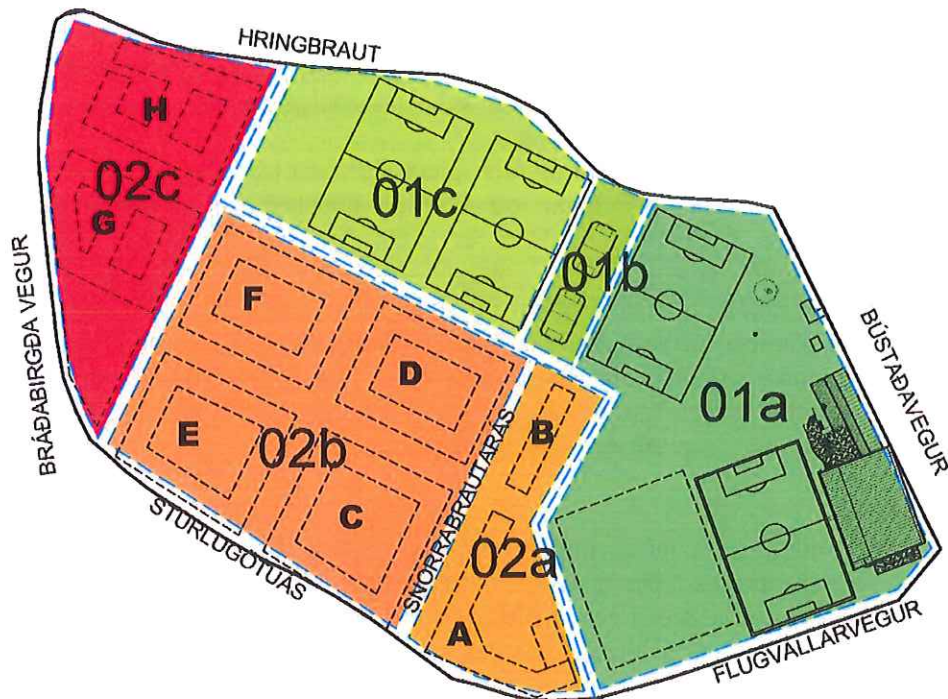 HRINGBRAUT
H
02c
G
01c
01b
BRÁÐABIRGÐA VEGUR
F
D
BÚSTAÐAVEGUR
01a
B
E
02b
C
SNORRABRAUTARÁS
STURLUGÖTUÁS
02a
A
FLUGVALLARVEGUR